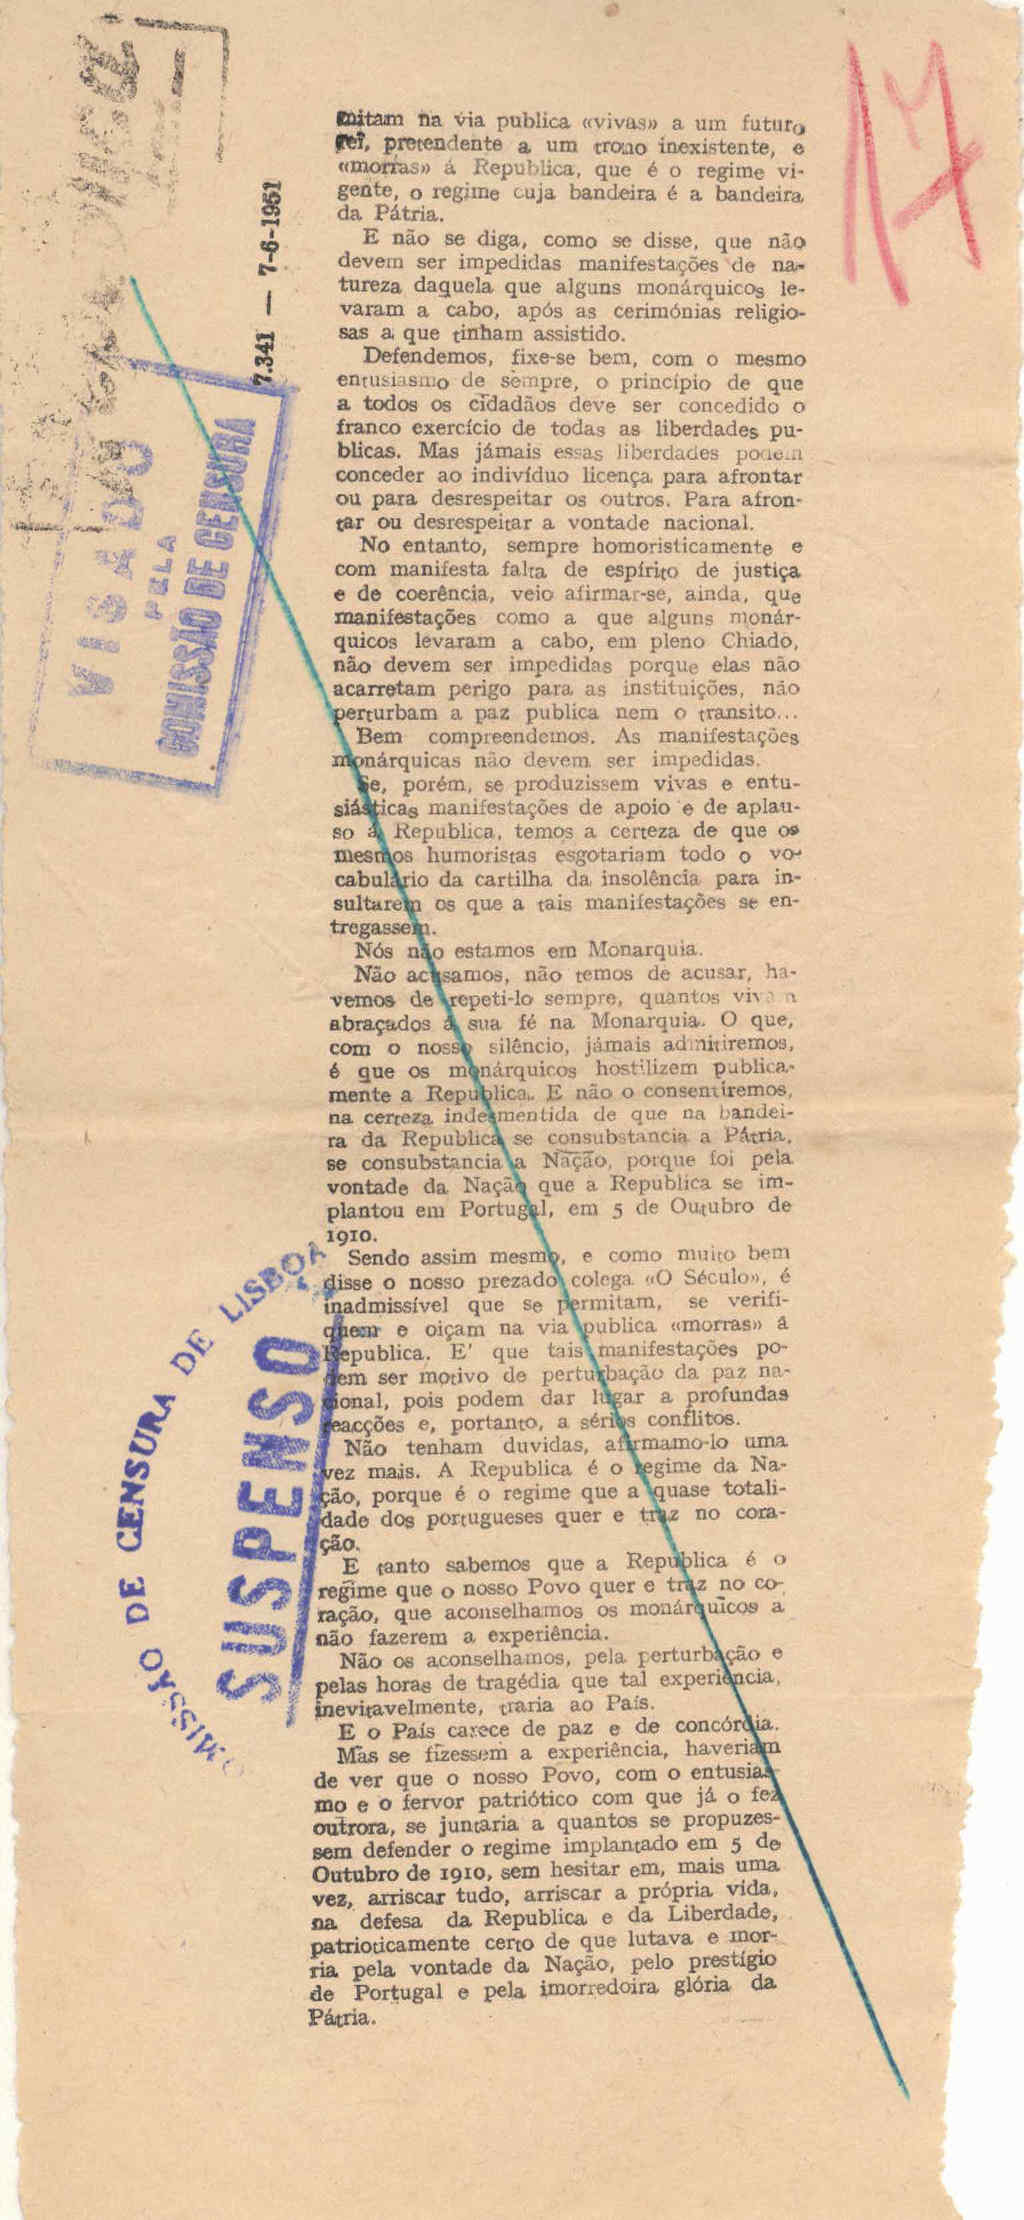 17
7.341 — 7-6-1951
VISADO
PELA
COMISSÃO DE CENSURA
mitam na via publica «vivas» a um futuro
rei, pretendente a um trono inexistente, e
«morras» á Republica, que é o regime vi-
gente, o regime cuja bandeira é a bandeira
da Pátria.
E não se diga, como se disse, que não
devem ser impedidas manifestações de na-
tureza daquela que alguns monárquicos le-
varam a cabo, após as cerimónias religio-
sas a que tinham assistido.
Defendemos, fixe-se bem, com o mesmo
entusiasmo de sempre, o princípio de que
a todos os cidadãos deve ser concedido o
franco exercício de todas as liberdades pu-
blicas. Mas jámais essas liberdades podem
conceder ao indivíduo licença para afrontar
ou para desrespeitar os outros. Para afron-
tar ou desrespeitar a vontade nacional.
No entanto, sempre homoristicamente e
com manifesta falta de espírito de justiça
e de coerência, veio afirmar-se, ainda, que
manifestações como a que alguns monár-
quicos levaram a cabo, em pleno Chiado,
não devem ser impedidas porque elas não
acarretam perigo para as instituições, não
perturbam a paz publica nem o transito...
Bem compreendemos. As manifestações
monárquicas não devem ser impedidas.
Se, porém, se produzissem vivas e entu-
siásticas manifestações de apoio e de aplau-
so á Republica, temos a certeza de que os
mesmos humoristas esgotariam todo o vo-
cabulário da cartilha da insolência para in-
sultarem os que a tais manifestações se en-
tregassem.
Nós não estamos em Monarquia.
Não acusamos, não temos de acusar, ha-
vemos de repeti-lo sempre, quantos vivam
abraçados á sua fé na Monarquia. O que,
com o nosso silêncio, jámais admitiremos,
é que os monárquicos hostilizem publica-
mente a Republica. E não o consentiremos,
na certeza indesmentida de que na bandei-
ra da Republica se consubstancia a Pátria,
se consubstancia a Nação, porque foi pela
vontade da Nação que a Republica se im-
plantou em Portugal, em 5 de Outubro de
1910.
Sendo assim mesmo, e como muito bem
disse o nosso prezado colega «O Século», é
inadmissível que se permitam, se verifi-
quem e oiçam na via publica «morras» á
Republica. E' que tais manifestações po-
dem ser motivo de perturbação da paz na-
cional, pois podem dar lugar a profundas
reacções e, portanto, a sérios conflitos.
Não tenham duvidas, afirmamo-lo uma
vez mais. A Republica é o regime da Na-
ção, porque é o regime que a quase totali-
dade dos portugueses quer e traz no cora-
ção.
E tanto sabemos que a Republica é o
regime que o nosso Povo quer e traz no co-
ração, que aconselhamos os monárquicos a
não fazerem a experiência.
Não os aconselhamos, pela perturbação e
pelas horas de tragédia que tal experiência,
inevitavelmente, traria ao País.
E o País carece de paz e de concórdia.
Mas se fizessem a experiência, haveriam
de ver que o nosso Povo, com o entusias-
mo e o fervor patriótico com que já o fez
outrora, se juntaria a quantos se propuzes-
sem defender o regime implantado em 5 de
Outubro de 1910, sem hesitar em, mais uma
vez, arriscar tudo, arriscar a própria vida,
na defesa da Republica e da Liberdade,
patrioticamente certo de que lutava e mor-
ria pela vontade da Nação, pelo prestígio
de Portugal e pela imorredoira glória da
Pátria.
OMISSÃO DE CENSURA DE LISBOA
SUSPENSO